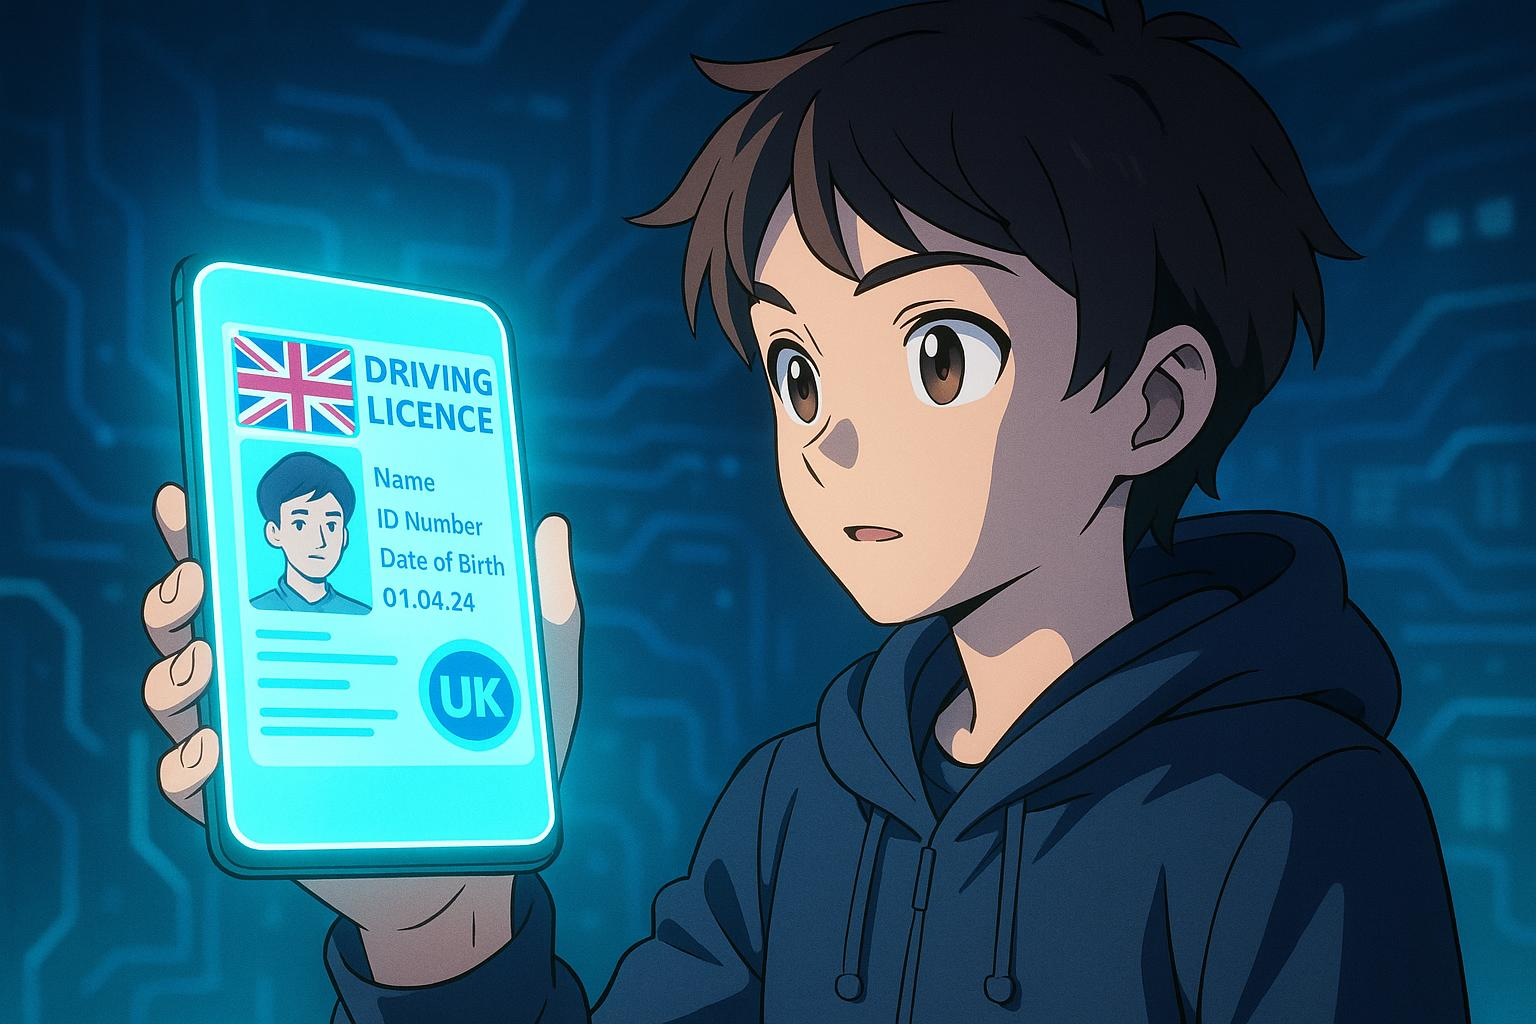 DRIVING
LICENCE
Name
ID Number
Date of Birth
01.04.24
UK